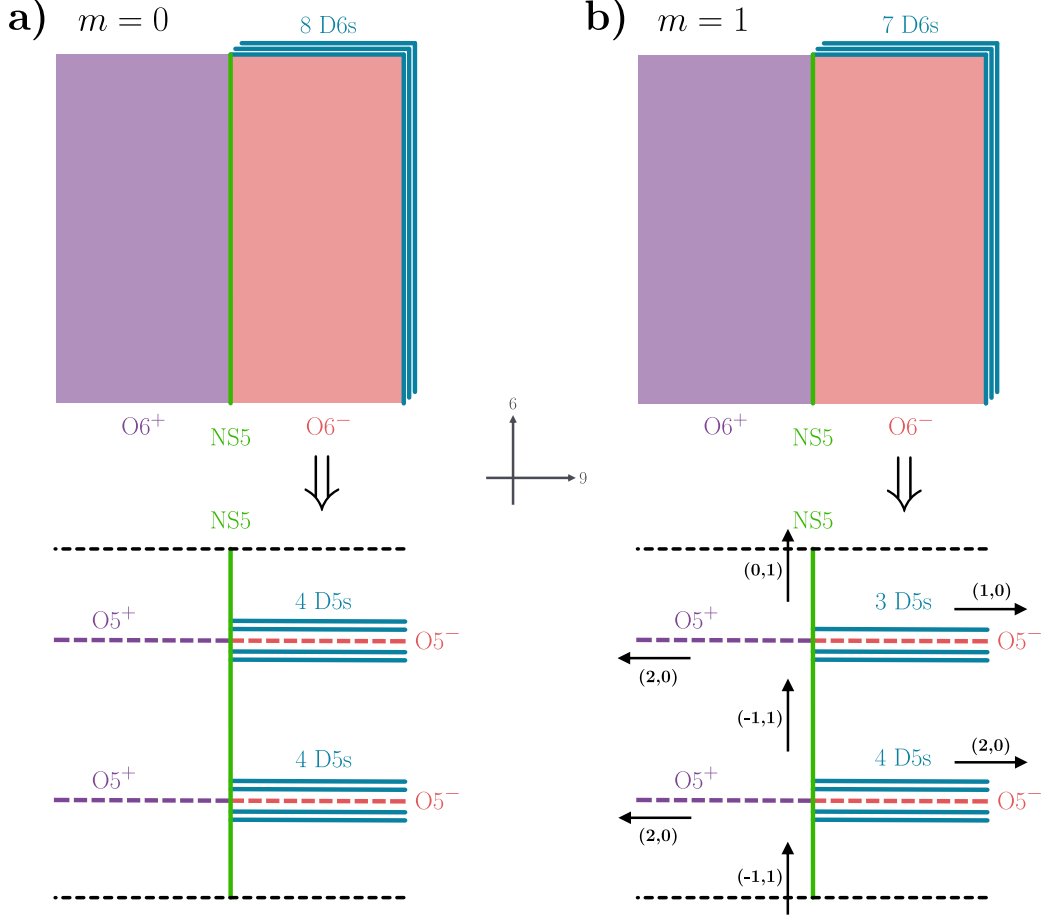 a) m = 0
8 D6s
O6⁺
NS5
O6⁻
NS5
4 D5s
O5⁺
O5⁻
4 D5s
O5⁺
O5⁻
6
9
b) m = 1
7 D6s
O6⁺
NS5
O6⁻
NS5
(0,1)
3 D5s
(1,0)
O5⁺
O5⁻
(2,0)
(-1,1)
4 D5s
(2,0)
O5⁺
O5⁻
(2,0)
(-1,1)